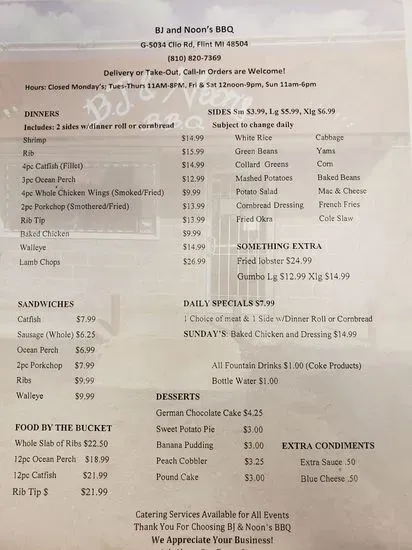 BJ and Noon's BBQ
G-5034 Clio Rd, Flint MI 48504
(810) 820-7369
Delivery or Take-Out, Call-In Orders are Welcome!
Hours: Closed Monday's; Tues-Thurs 11AM-8PM, Fri & Sat 12noon-9pm, Sun 11am-6pm
DINNERS
Includes: 2 sides w/dinner roll or cornbread
Shrimp $14.99
Rib $15.99
4pc Catfish (Fillet) $14.99
3pc Ocean Perch $12.99
4pc Whole Chicken Wings (Smoked/Fried) $9.99
2pc Porkchop (Smothered/Fried) $13.99
Rib Tip $13.99
Baked Chicken $9.99
Walleye $14.99
Lamb Chops $26.99
SIDES Sm $3.99, Lg $5.99, Xlg $6.99
Subject to change daily
White Rice Cabbage
Green Beans Yams
Collard Greens Corn
Mashed Potatoes Baked Beans
Potato Salad Mac & Cheese
Cornbread Dressing French Fries
Fried Okra Cole Slaw
SOMETHING EXTRA
Fried lobster $24.99
Gumbo Lg $12.99 Xlg $14.99
SANDWICHES
Catfish $7.99
Sausage (Whole) $6.25
Ocean Perch $6.99
2pc Porkchop $7.99
Ribs $9.99
Walleye $9.99
DAILY SPECIALS $7.99
1 Choice of meat & 1 Side w/Dinner Roll or Cornbread
SUNDAY'S: Baked Chicken and Dressing $14.99
All Fountain Drinks $1.00 (Coke Products)
Bottle Water $1.00
FOOD BY THE BUCKET
Whole Slab of Ribs $22.50
12pc Ocean Perch $18.99
12pc Catfish $21.99
Rib Tip $ $21.99
DESSERTS
German Chocolate Cake $4.25
Sweet Potato Pie $3.00
Banana Pudding $3.00
Peach Cobbler $3.25
Pound Cake $3.00
EXTRA CONDIMENTS
Extra Sauce .50
Blue Cheese .50
Catering Services Available for All Events
Thank You For Choosing BJ & Noon's BBQ
We Appreciate Your Business!